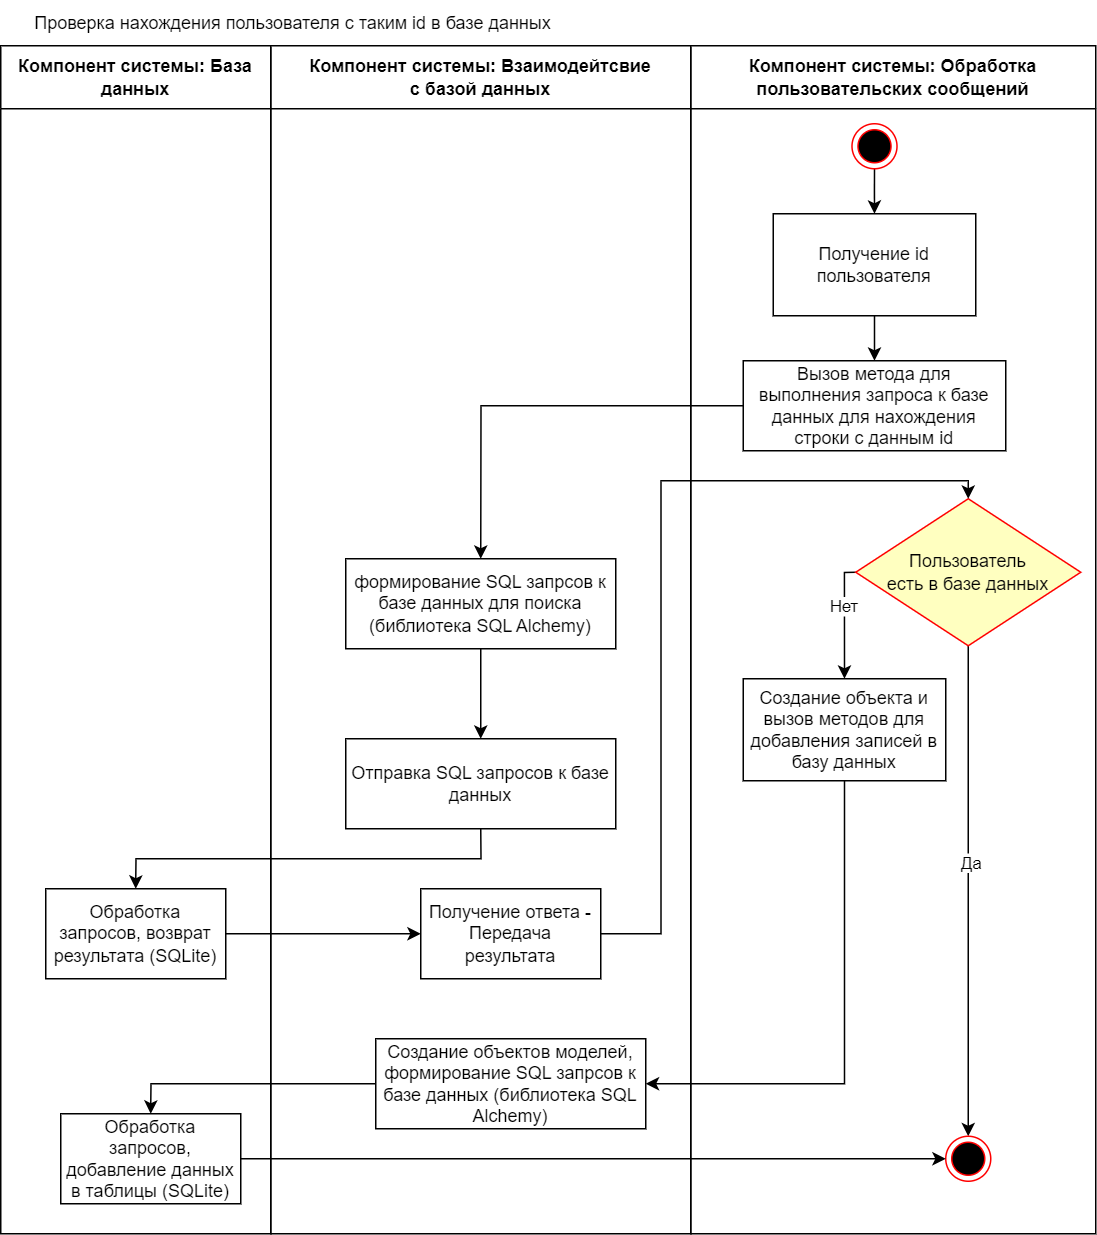 Проверка нахождения пользователя с таким id в базе данных
Компонент системы: База
данных
Компонент системы: Взаимодейтсвие
с базой данных
Компонент системы: Обработка
пользовательских сообщений
Получение id
пользователя
Вызов метода для
выполнения запроса к базе
данных для нахождения
строки с данным id
формирование SQL запрсов к
базе данных для поиска
(библиотека SQL Alchemy)
Отправка SQL запросов к базе
данных
Обработка
запросов, возврат
результата (SQLite)
Получение ответа -
Передача
результата
Пользователь
есть в базе данных
Нет
Создание объекта и
вызов методов для
добавления записей в
базу данных
Да
Создание объектов моделей,
формирование SQL запрсов к
базе данных (библиотека SQL
Alchemy)
Обработка
запросов,
добавление данных
в таблицы (SQLite)